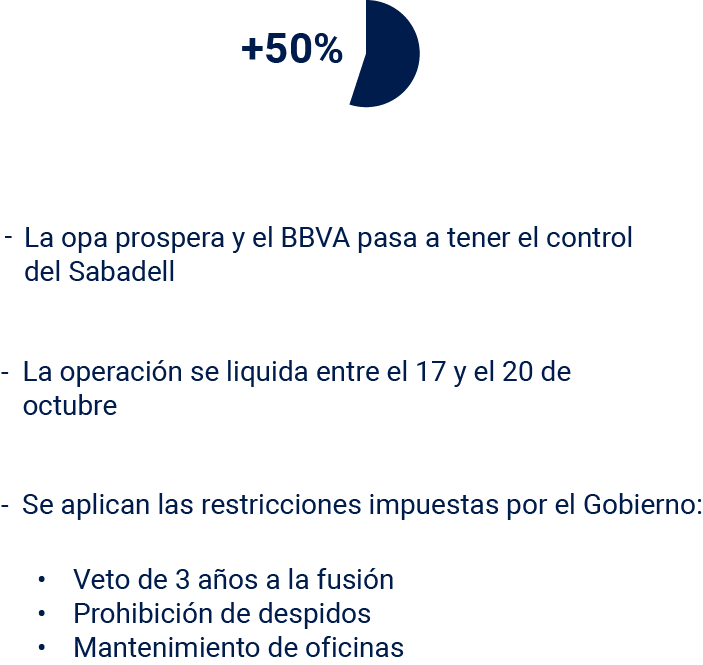 +50%
- La opa prospera y el BBVA pasa a tener el control
del Sabadell
- La operación se liquida entre el 17 y el 20 de
octubre
- Se aplican las restricciones impuestas por el Gobierno:
• Veto de 3 años a la fusión
• Prohibición de despidos
• Mantenimiento de oficinas